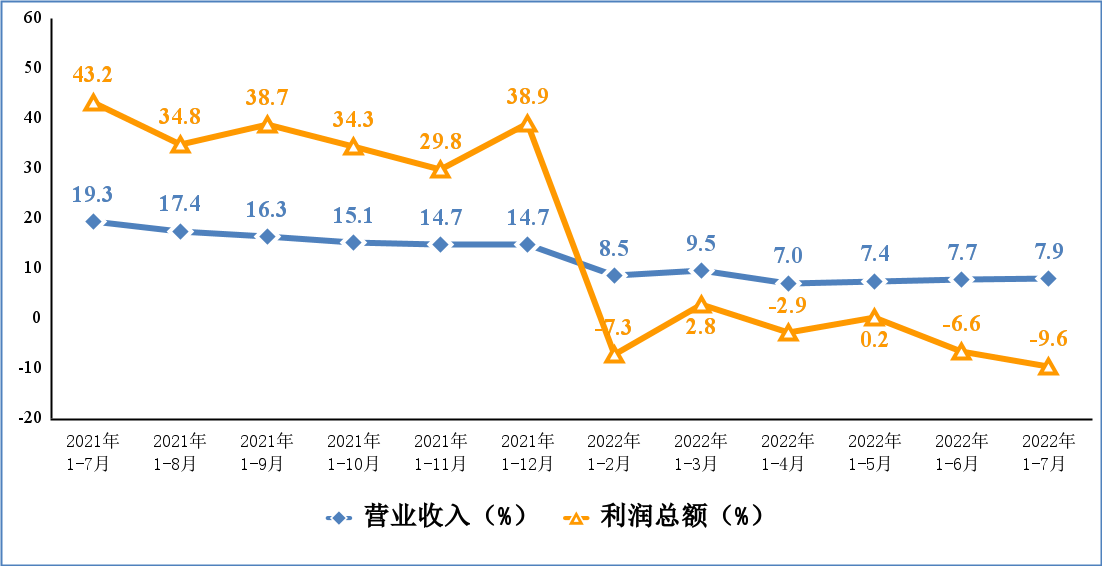 60
50
40
30
20
10
0
-10
-20
43.2
34.8
38.7
34.3
29.8
38.9
-7.3
2.8
-2.9
0.2
-6.6
-9.6
19.3
17.4
16.3
15.1
14.7
14.7
8.5
9.5
7.0
7.4
7.7
7.9
2021年
1-7月
2021年
1-8月
2021年
1-9月
2021年
1-10月
2021年
1-11月
2021年
1-12月
2022年
1-2月
2022年
1-3月
2022年
1-4月
2022年
1-5月
2022年
1-6月
2022年
1-7月
营业收入（%）
利润总额（%）